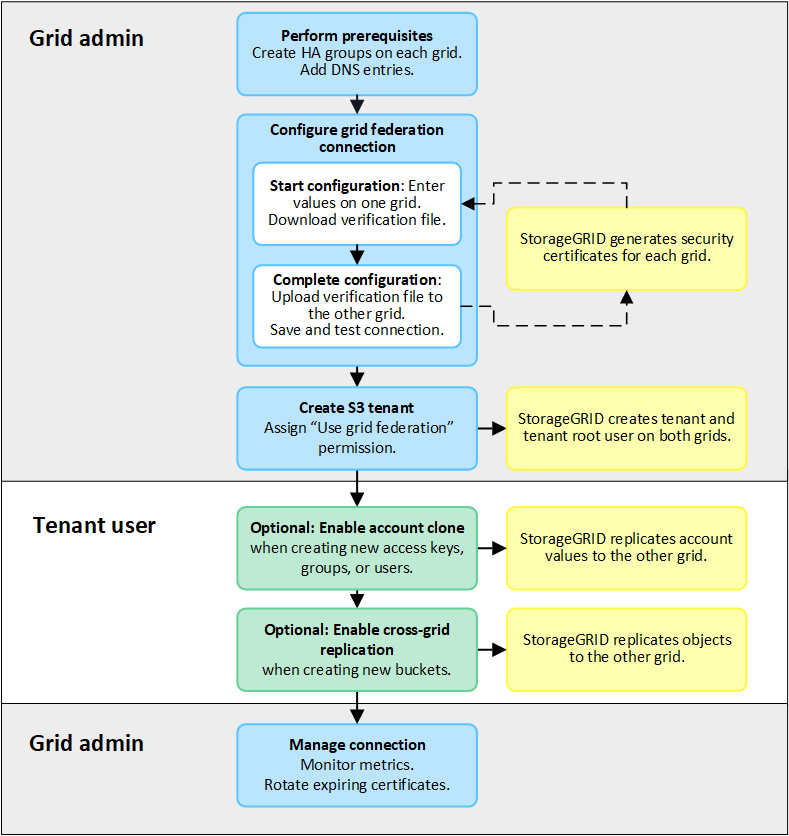 Grid admin
Perform prerequisites
Create HA groups on each grid.
Add DNS entries.
Configure grid federation
connection
Start configuration: Enter
values on one grid.
Download verification file.
StorageGRID generates security
certificates for each grid.
Complete configuration:
Upload verification file to
the other grid.
Save and test connection.
Create S3 tenant
Assign “Use grid federation”
permission.
StorageGRID creates tenant and
tenant root user on both grids.
Tenant user
Optional: Enable account clone
when creating new access keys,
groups, or users.
StorageGRID replicates account
values to the other grid.
Optional: Enable cross-grid
replication
when creating new buckets.
StorageGRID replicates objects
to the other grid.
Grid admin
Manage connection
Monitor metrics.
Rotate expiring certificates.